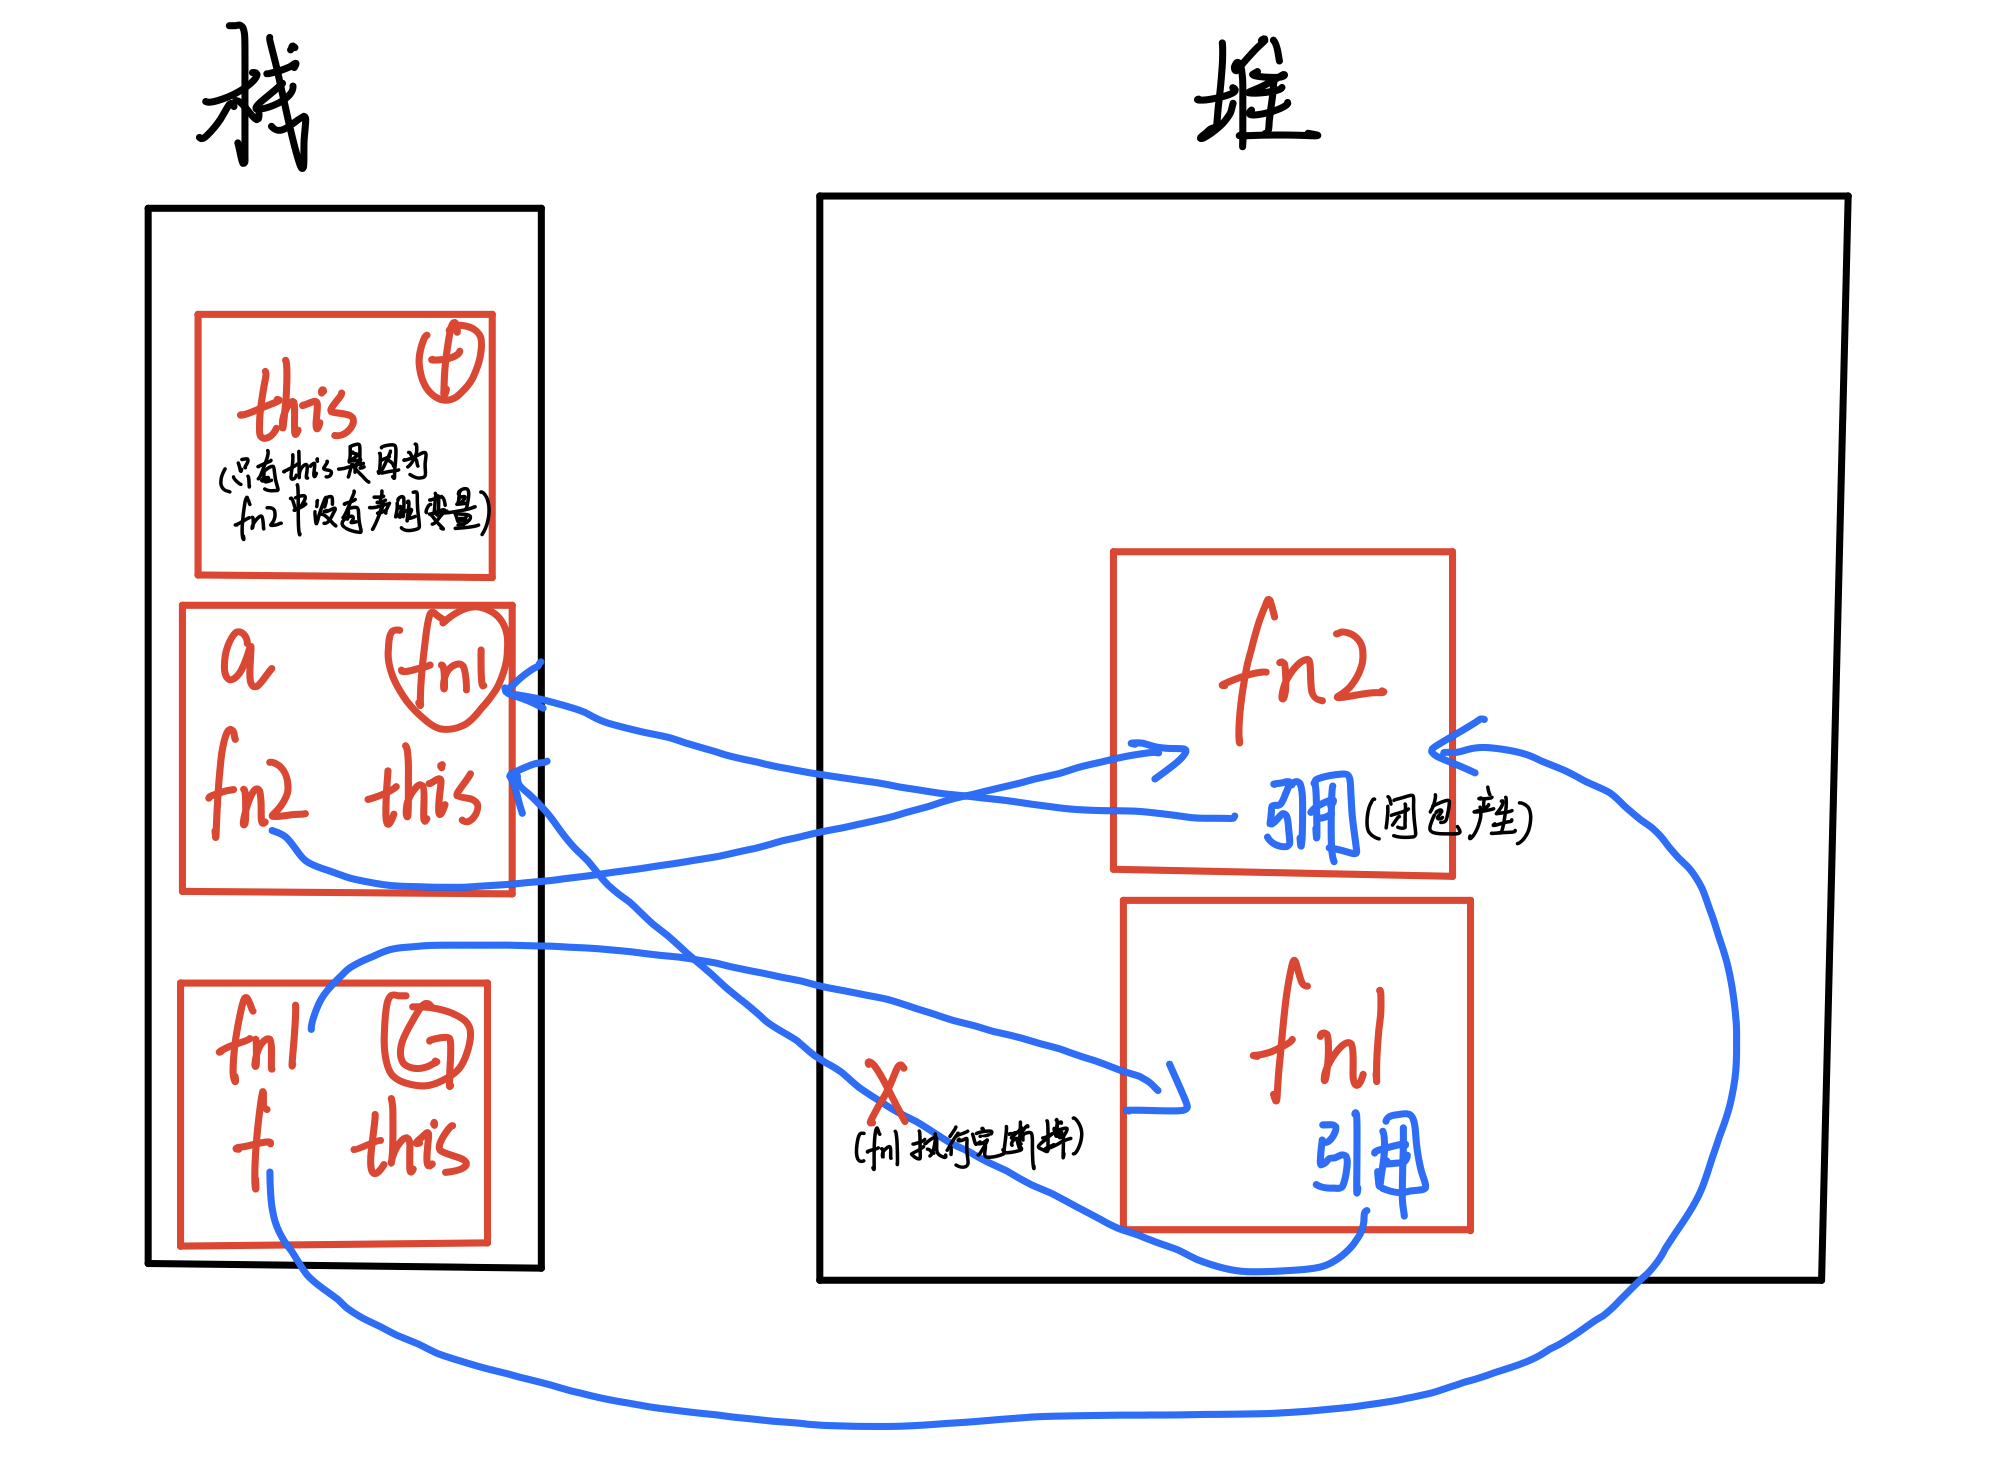 栈
堆
this f
(只有this是因为
fn2中没有声明变量)
a fn1
fn2 this
fn1 G
f this
fn2
引用(闭包产生)
fn1
引用
X
(fn1执行完断掉)